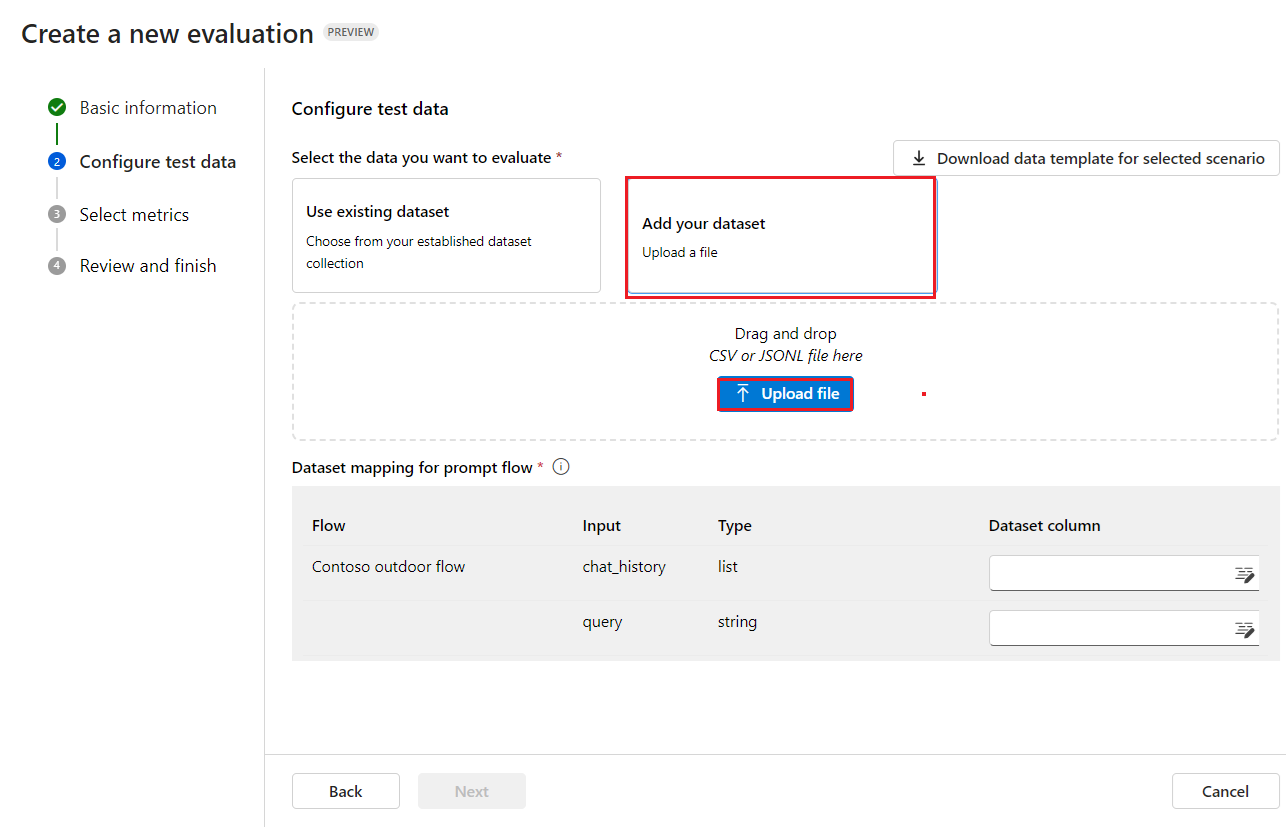 Create a new evaluation PREVIEW
Basic information
2 Configure test data
3 Select metrics
4 Review and finish
Configure test data
Select the data you want to evaluate *
Download data template for selected scenario
Use existing dataset
Choose from your established dataset
collection
Add your dataset
Upload a file
Drag and drop
CSV or JSONL file here
Upload file
Dataset mapping for prompt flow *
Flow Input Type Dataset column
Contoso outdoor flow chat_history list
query string
Back Next Cancel